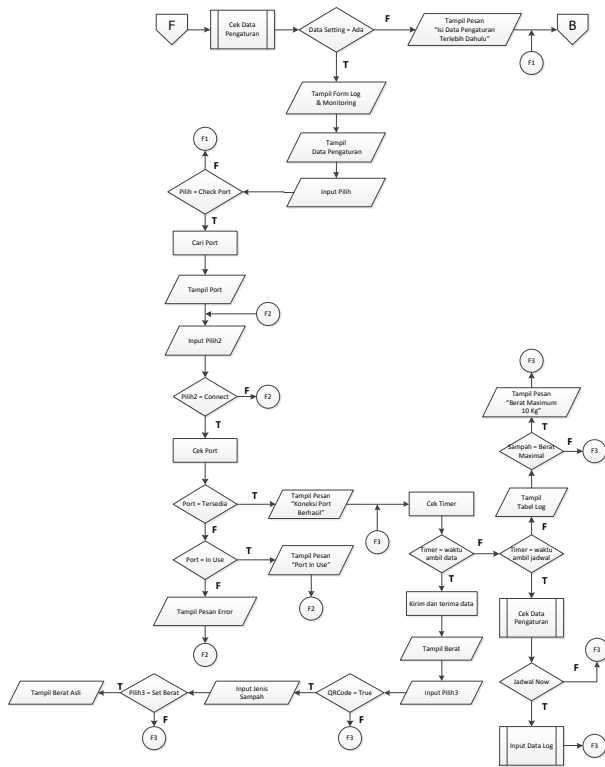 F
Cek Data
Pengaturan
Data Setting = Ada
F
Tampil Pesan
"Isi Data Pengaturan
Terlebih Dahulu"
B
F1
T
Tampil Form Log
& Monitoring
Tampil
Data Pengaturan
Input Pilih
F1
F
Pilih = Check Port
T
Cari Port
Tampil Port
F2
Input Pilih2
Pilih2 = Connect
F
F2
T
Cek Port
Port = Tersedia
T
Tampil Pesan
"Koneksi Port
Berhasil"
F3
F
Port = In Use
T
Tampil Pesan
"Port In Use"
F2
F
Tampil Pesan Error
F2
Cek Timer
Timer = waktu
ambil data
F
Timer = waktu
ambil jadwal
F
Tampil
Tabel Log
Sampah = Berat
Maximal
F
F3
T
Tampil Pesan
"Berat Maximum
10 Kg"
F3
T
Kirim dan terima data
Tampil Berat
Input Pilih3
QRCode = True
F
F3
T
Input Jenis
Sampah
Pilih3 = Set Berat
F
F3
T
Tampil Berat Asli
T
Cek Data
Pengaturan
Jadwal Now
F
F3
T
Input Data Log
F3